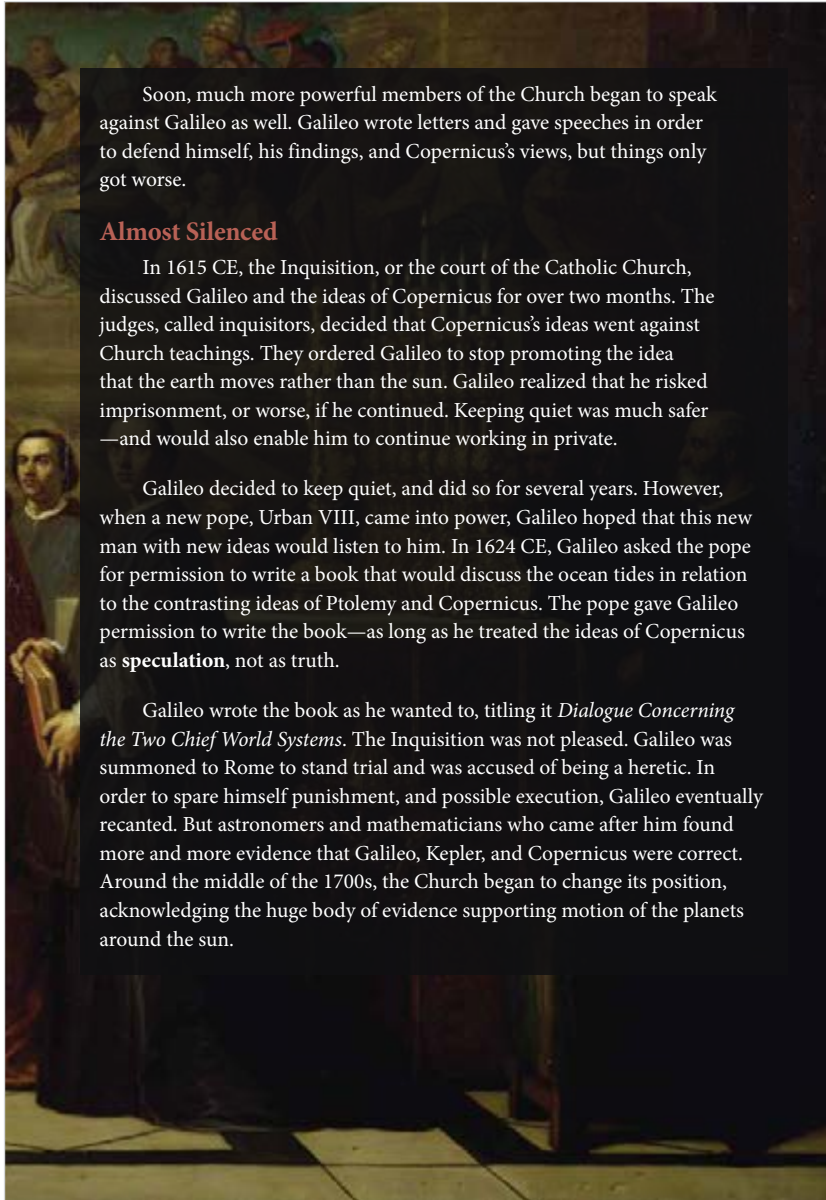 Soon, much more powerful members of the Church began to speak
against Galileo as well. Galileo wrote letters and gave speeches in order
to defend himself, his findings, and Copernicus’s views, but things only
got worse.
Almost Silenced
In 1615 CE, the Inquisition, or the court of the Catholic Church,
discussed Galileo and the ideas of Copernicus for over two months. The
judges, called inquisitors, decided that Copernicus’s ideas went against
Church teachings. They ordered Galileo to stop promoting the idea
that the earth moves rather than the sun. Galileo realized that he risked
imprisonment, or worse, if he continued. Keeping quiet was much safer
—and would also enable him to continue working in private.
Galileo decided to keep quiet, and did so for several years. However,
when a new pope, Urban VIII, came into power, Galileo hoped that this new
man with new ideas would listen to him. In 1624 CE, Galileo asked the pope
for permission to write a book that would discuss the ocean tides in relation
to the contrasting ideas of Ptolemy and Copernicus. The pope gave Galileo
permission to write the book—as long as he treated the ideas of Copernicus
as speculation, not as truth.
Galileo wrote the book as he wanted to, titling it Dialogue Concerning
the Two Chief World Systems. The Inquisition was not pleased. Galileo was
summoned to Rome to stand trial and was accused of being a heretic. In
order to spare himself punishment, and possible execution, Galileo eventually
recanted. But astronomers and mathematicians who came after him found
more and more evidence that Galileo, Kepler, and Copernicus were correct.
Around the middle of the 1700s, the Church began to change its position,
acknowledging the huge body of evidence supporting motion of the planets
around the sun.